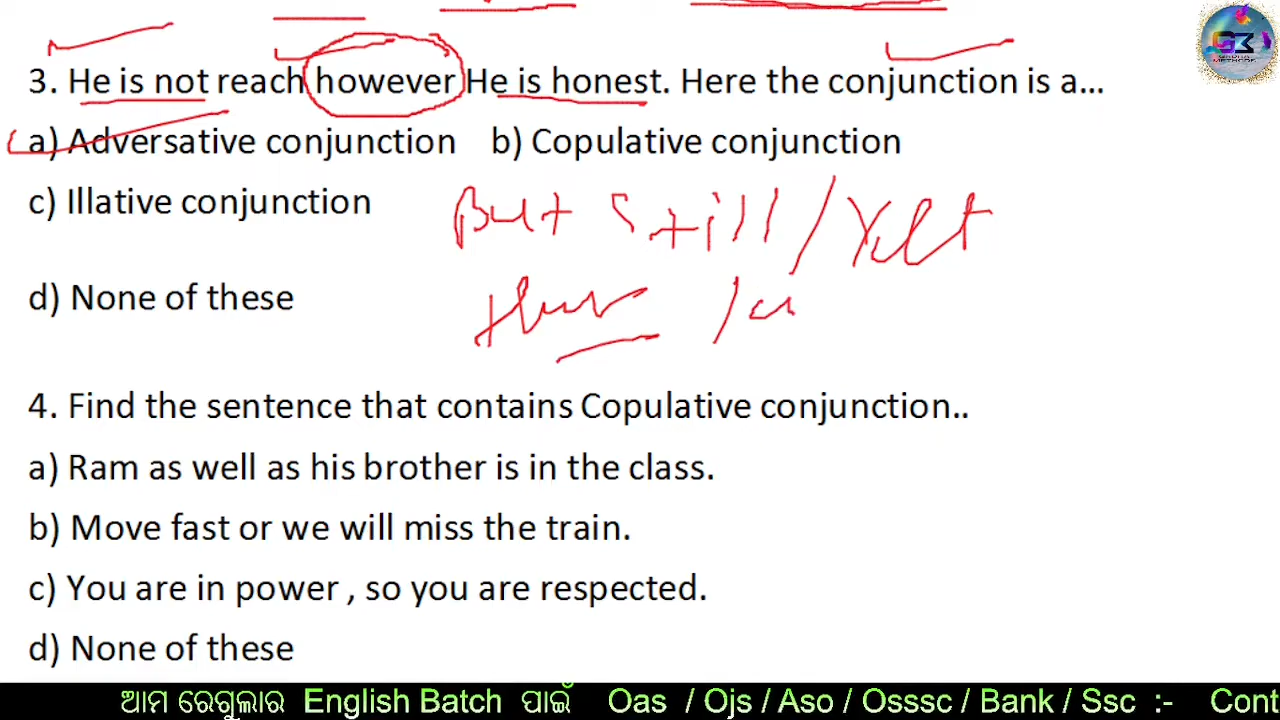 3. He is not reach however He is honest. Here the conjunction is a...
a) Adversative conjunction b) Copulative conjunction
c) Illative conjunction
But still / Yet
d) None of these
4. Find the sentence that contains Copulative conjunction..
a) Ram as well as his brother is in the class.
b) Move fast or we will miss the train.
c) You are in power , so you are respected.
d) None of these
ଆମ ରେଗୁଲାର English Batch ପାଇଁ Oas / Ojs / Aso / Osssc / Bank / Ssc :- Cont